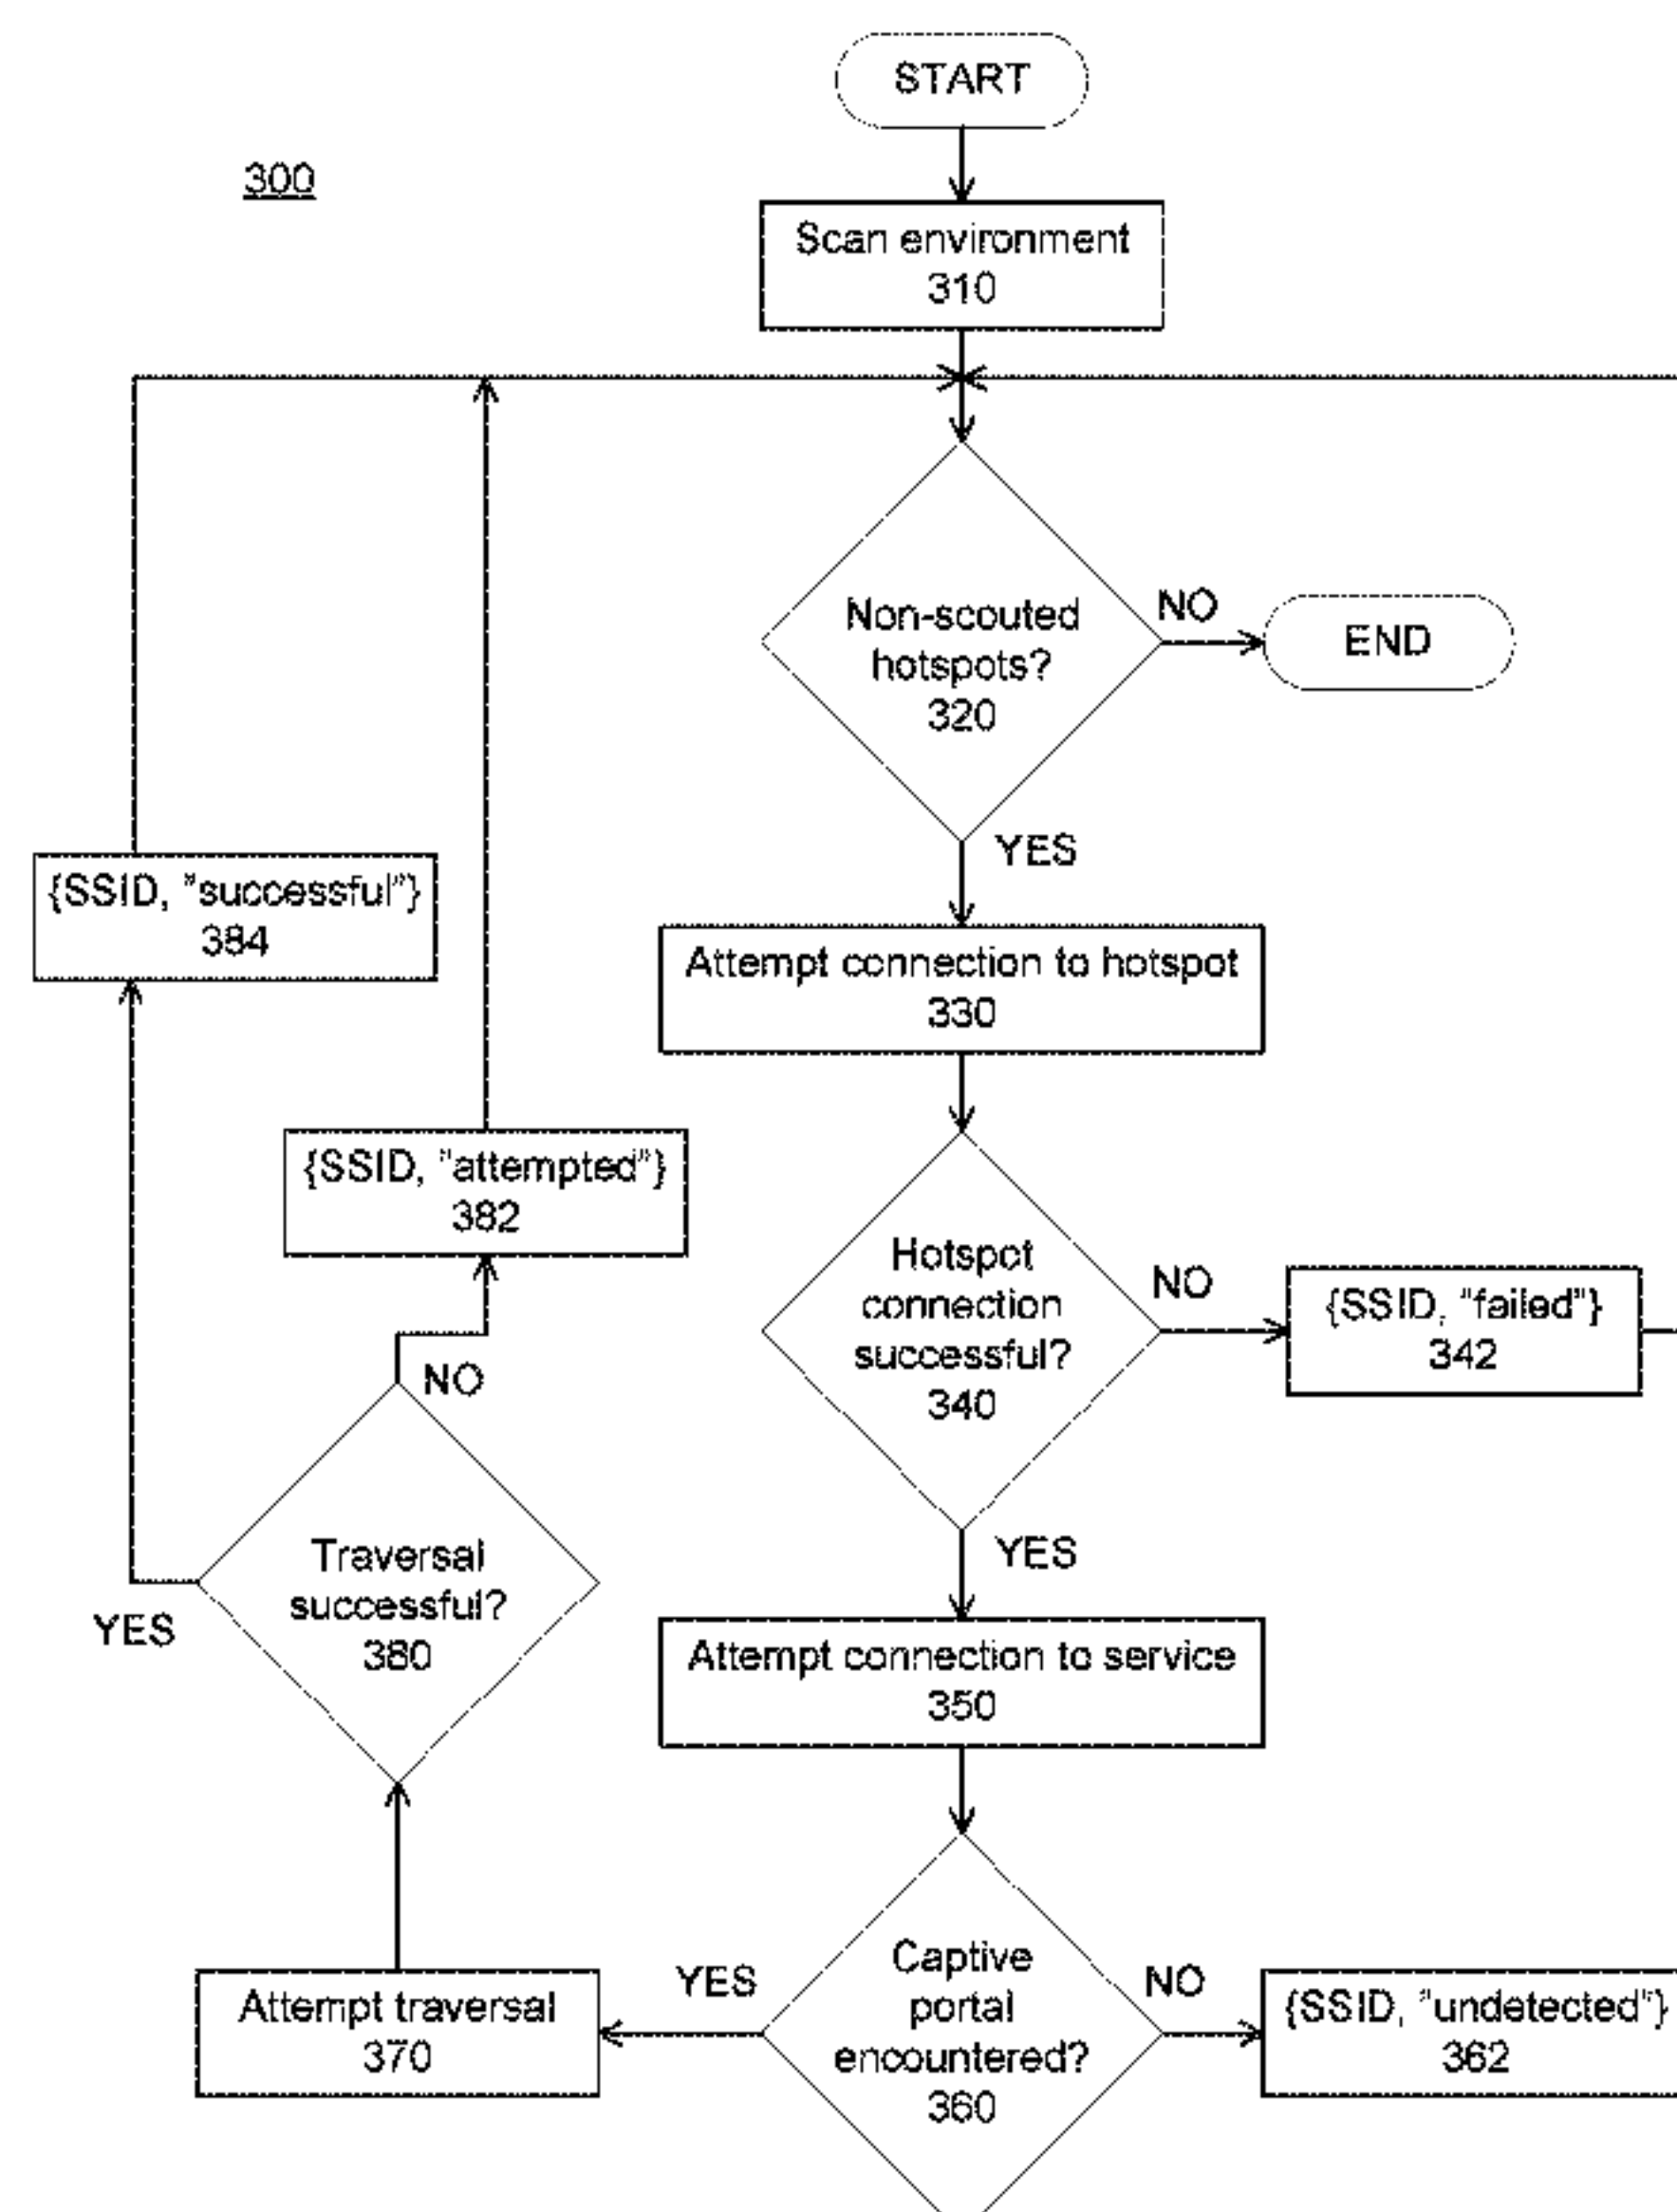 START
300
Scan environment
310
Non-scouted
hotspots?
320
NO
END
YES
{SSID, "successful"}
384
Attempt connection to hotspot
330
{SSID, "attempted"}
382
Hotspot
connection
successful?
340
NO
{SSID, "failed"}
342
NO
YES
Traversal
successful?
380
YES
Attempt connection to service
350
Captive
portal
encountered?
360
YES
NO
Attempt traversal
370
{SSID, "undetected"}
362